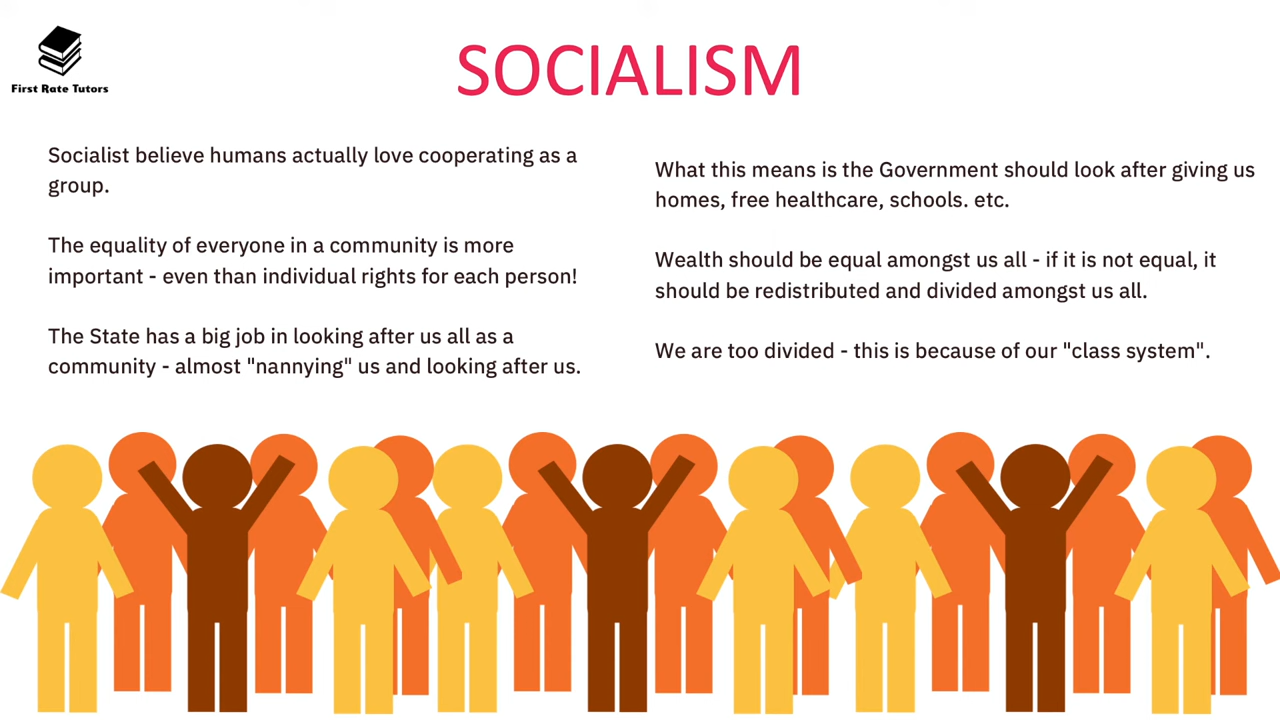 First Rate Tutors
SOCIALISM
Socialist believe humans actually love cooperating as a
group.
The equality of everyone in a community is more
important - even than individual rights for each person!
The State has a big job in looking after us all as a
community - almost "nannying" us and looking after us.
What this means is the Government should look after giving us
homes, free healthcare, schools. etc.
Wealth should be equal amongst us all - if it is not equal, it
should be redistributed and divided amongst us all.
We are too divided - this is because of our "class system".